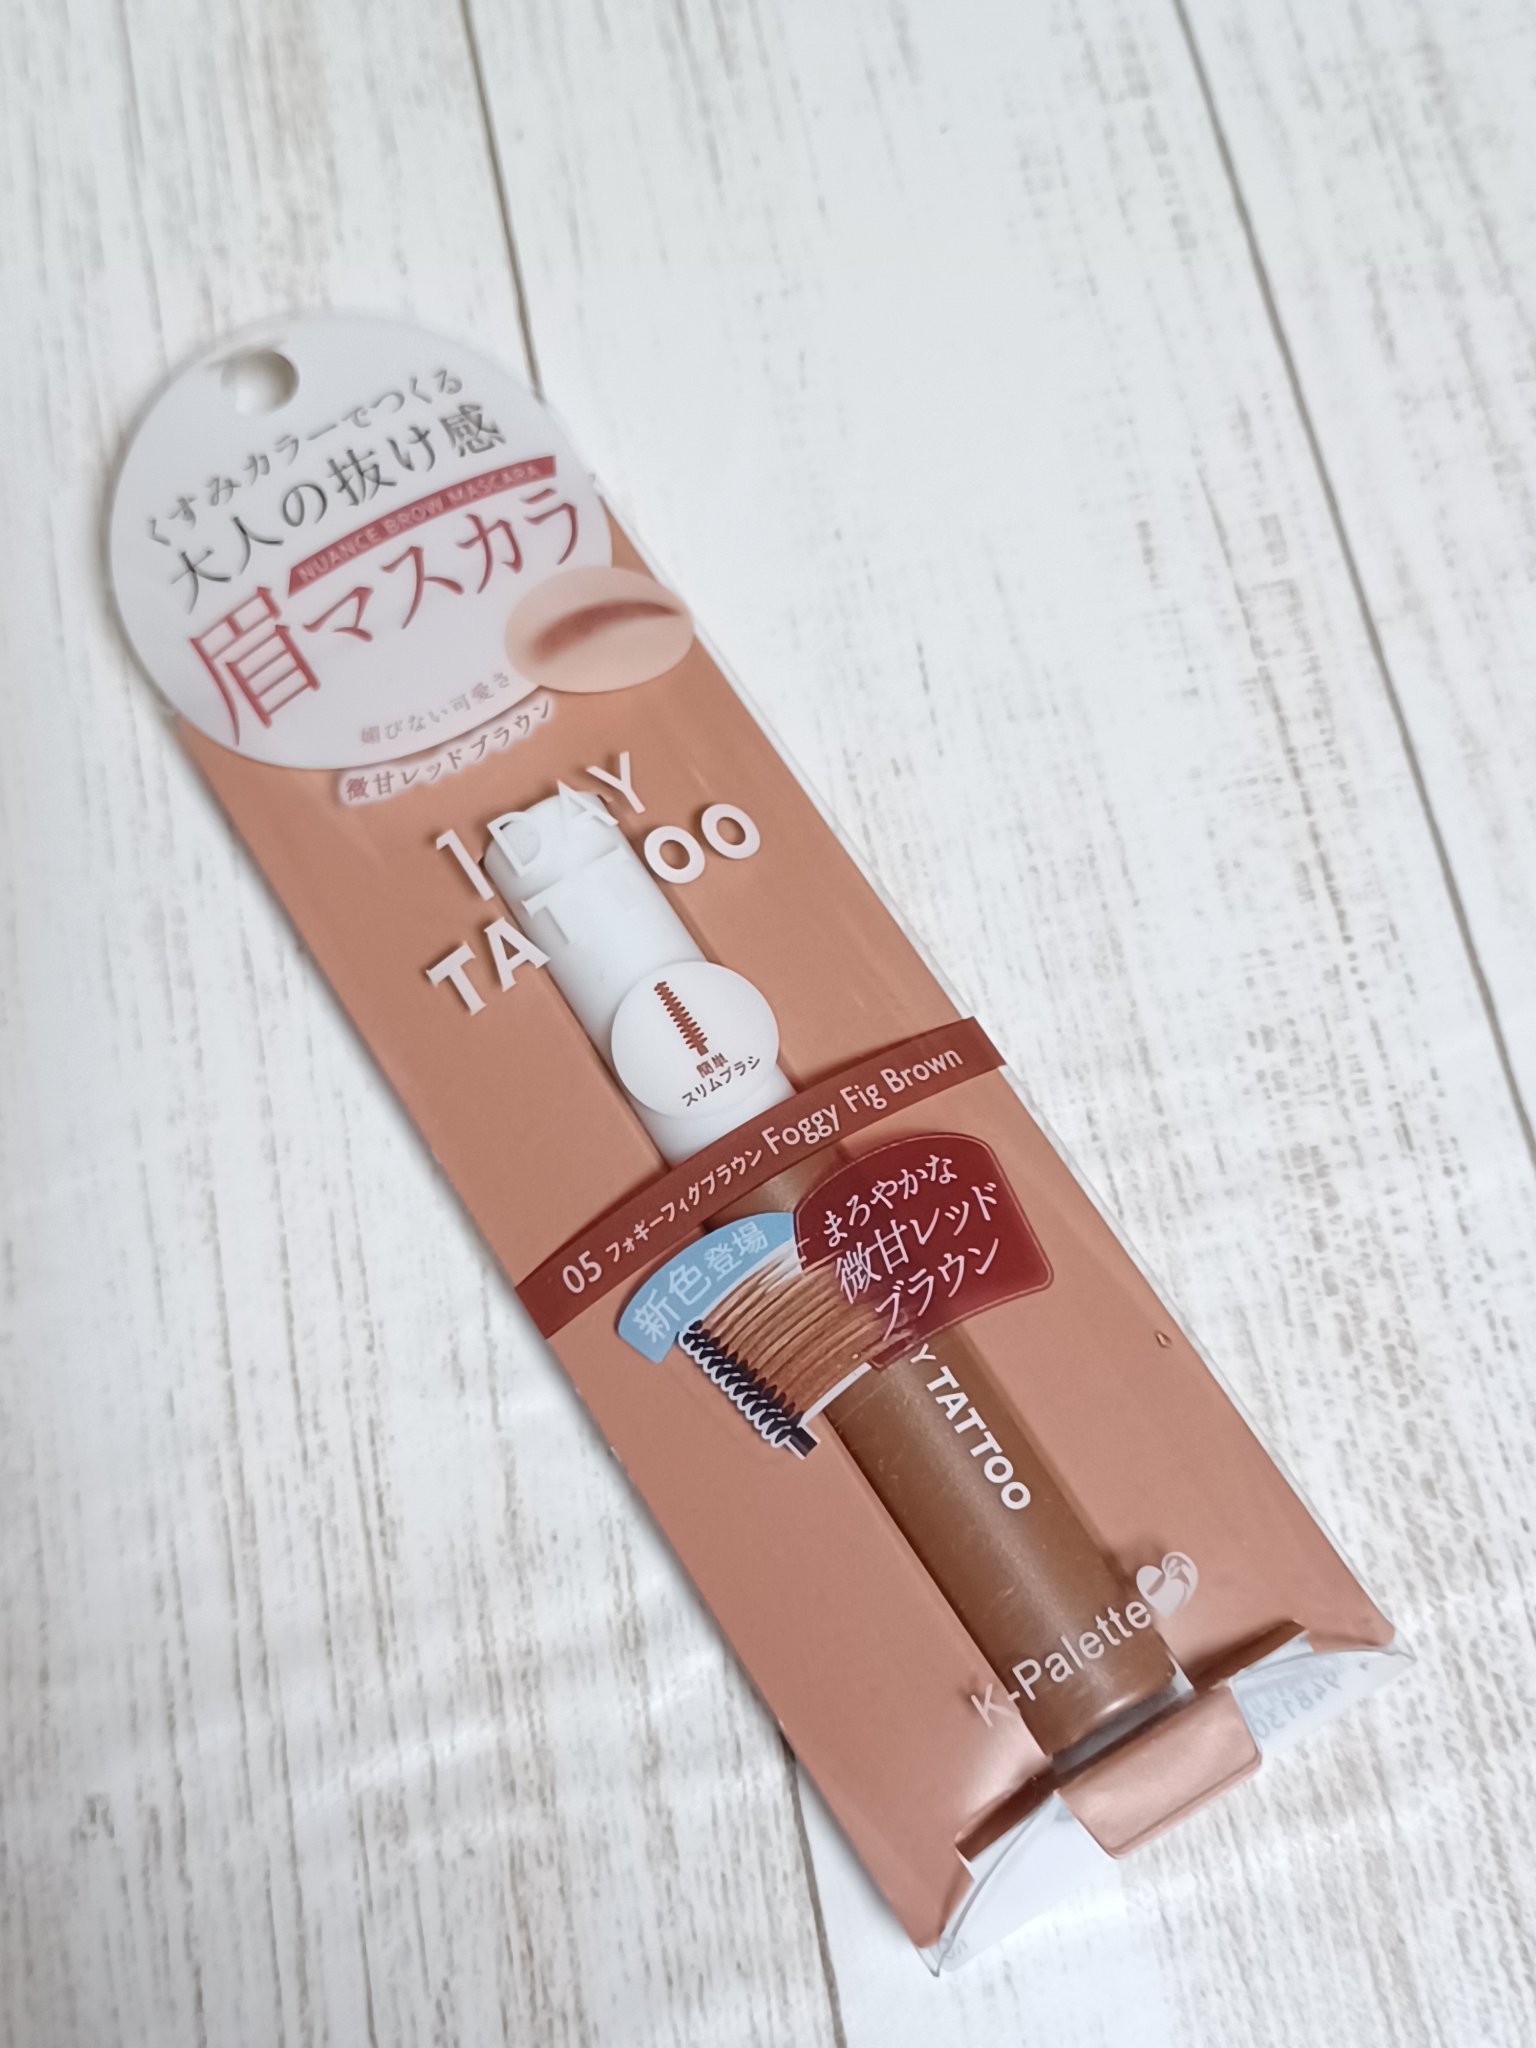 くすみカラーでつくる
大人の抜け感
NUANCE BROW MASCARA
眉マスカラ
媚びない可愛さ
微甘レッドブラウン
1DAY
TATTOO
簡単
スリムブラシ
05 フォギーフィグブラウン Foggy Fig Brown
新色登場
まろやかな
微甘レッド
ブラウン
Y TATTOO
K-Palette